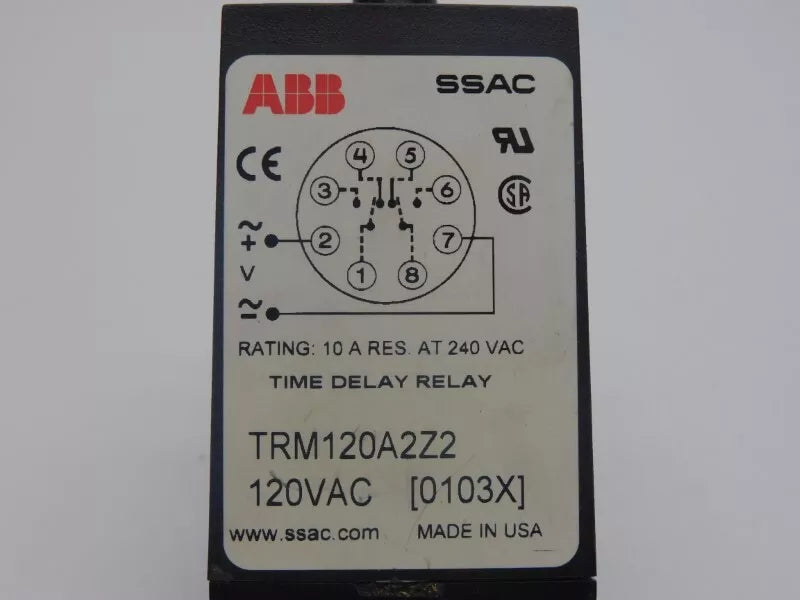 ABB SSAC
CE
4 5
3 6
2 7
1 8
+
V
RATING: 10 A RES. AT 240 VAC
TIME DELAY RELAY
TRM120A2Z2
120VAC [0103X]
www.ssac.com MADE IN USA